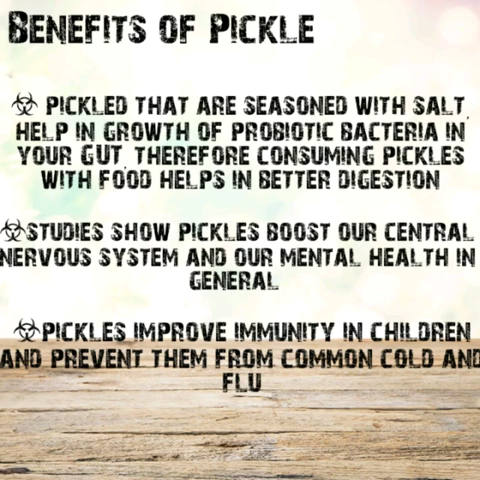 Benefits of Pickle
☣ Pickled that are seasoned with salt,
help in growth of probiotic bacteria in
your GUT, therefore consuming pickles
with food helps in better digestion
☣Studies show pickles boost our central
nervous system and our mental health in
general
☣Pickles improve immunity in children
and prevent them from common cold and
flu